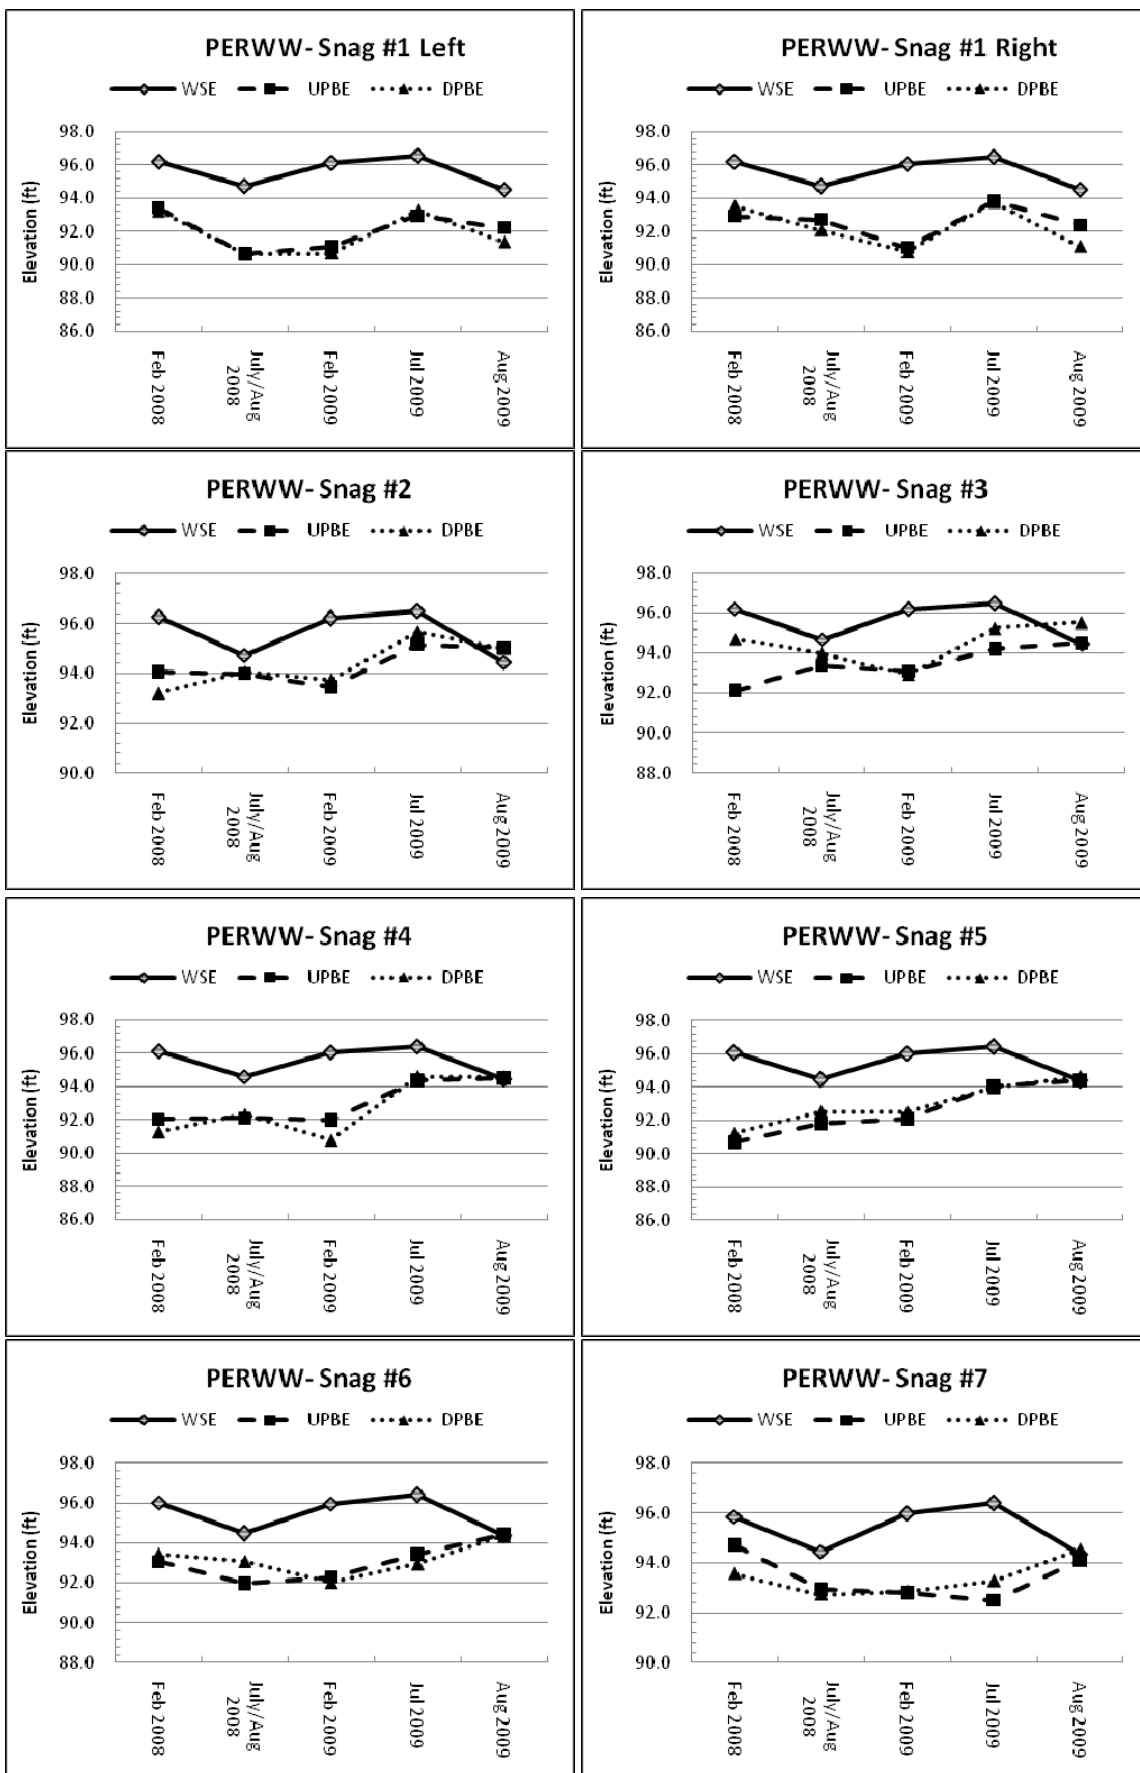 PERWW- Snag #1 Left
WSE UPBE DPBE
Elevation (ft)
98.0
96.0
94.0
92.0
90.0
88.0
86.0
Feb 2008
July/Aug
2008
Feb 2009
Jul 2009
Aug 2009
PERWW- Snag #1 Right
WSE UPBE DPBE
Elevation (ft)
98.0
96.0
94.0
92.0
90.0
88.0
86.0
Feb 2008
July/Aug
2008
Feb 2009
Jul 2009
Aug 2009
PERWW- Snag #2
WSE UPBE DPBE
Elevation (ft)
98.0
96.0
94.0
92.0
90.0
Feb 2008
July/Aug
2008
Feb 2009
Jul 2009
Aug 2009
PERWW- Snag #3
WSE UPBE DPBE
Elevation (ft)
98.0
96.0
94.0
92.0
90.0
88.0
Feb 2008
July/Aug
2008
Feb 2009
Jul 2009
Aug 2009
PERWW- Snag #4
WSE UPBE DPBE
Elevation (ft)
98.0
96.0
94.0
92.0
90.0
88.0
86.0
Feb 2008
July/Aug
2008
Feb 2009
Jul 2009
Aug 2009
PERWW- Snag #5
WSE UPBE DPBE
Elevation (ft)
98.0
96.0
94.0
92.0
90.0
88.0
86.0
Feb 2008
July/Aug
2008
Feb 2009
Jul 2009
Aug 2009
PERWW- Snag #6
WSE UPBE DPBE
Elevation (ft)
98.0
96.0
94.0
92.0
90.0
88.0
Feb 2008
July/Aug
2008
Feb 2009
Jul 2009
Aug 2009
PERWW- Snag #7
WSE UPBE DPBE
Elevation (ft)
98.0
96.0
94.0
92.0
90.0
Feb 2008
July/Aug
2008
Feb 2009
Jul 2009
Aug 2009